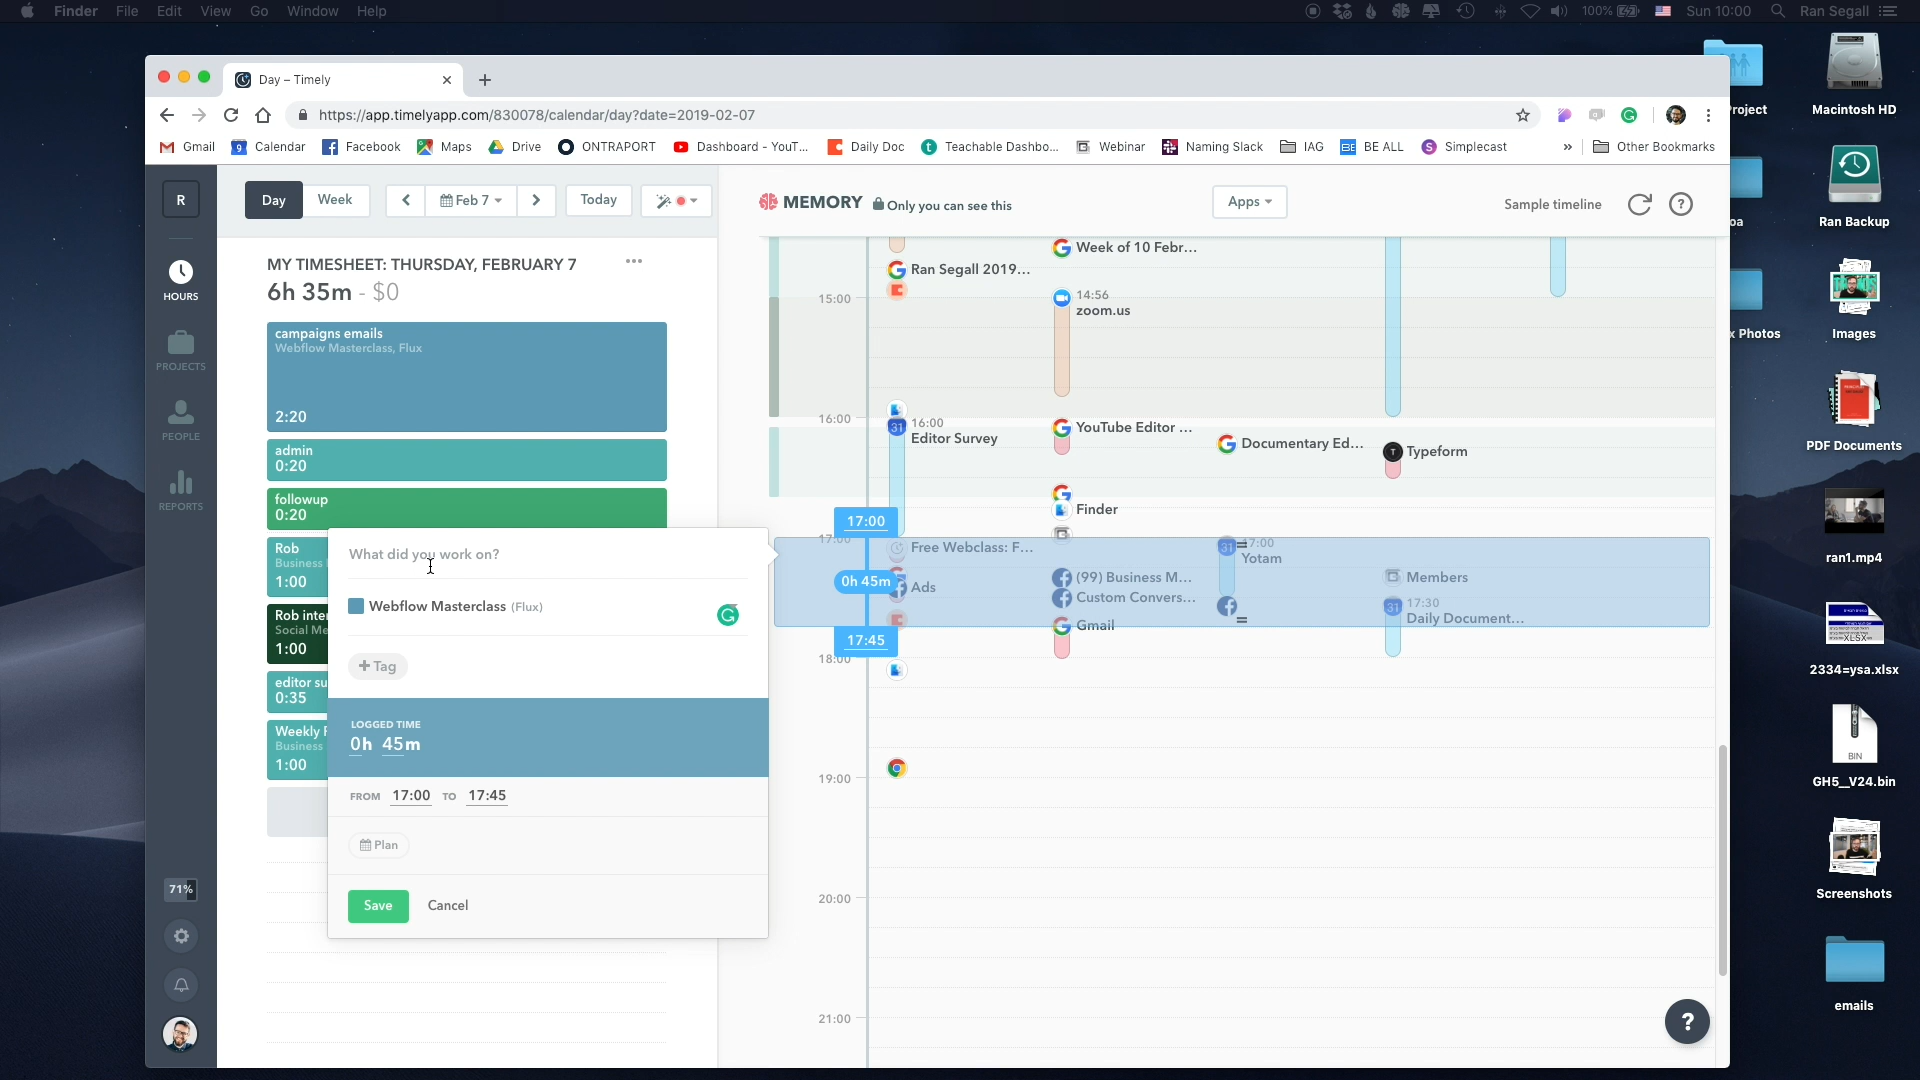 Finder File Edit View Go Window Help
100% Sun 10:00 Ran Segall
Day – Timely
https://app.timelyapp.com/830078/calendar/day?date=2019-02-07
Gmail Calendar Facebook Maps Drive ONTRAPORT Dashboard - YouT... Daily Doc Teachable Dashbo... Webinar Naming Slack IAG BE ALL Simplecast » Other Bookmarks
R
HOURS
PROJECTS
PEOPLE
REPORTS
71%
Day Week Feb 7 Today
MY TIMESHEET: THURSDAY, FEBRUARY 7
6h 35m - $0
campaigns emails
Webflow Masterclass, Flux
2:20
admin
0:20
followup
0:20
Rob
Business
1:00
Rob inter
Social Me
1:00
editor su
0:35
Weekly
Business
1:00
What did you work on?
Webflow Masterclass (Flux)
+ Tag
LOGGED TIME
0h 45m
FROM 17:00 TO 17:45
Plan
Save Cancel
MEMORY Only you can see this
Apps
Sample timeline
?
Week of 10 Febr...
Ran Segall 2019...
15:00
14:56
zoom.us
16:00
16:00
Editor Survey
YouTube Editor ...
Documentary Ed...
Typeform
Finder
17:00
17:00
Free Webclass: F...
17:00
Yotam
0h 45m
Ads
(99) Business M...
Members
Custom Convers...
17:30
Daily Document...
Gmail
17:45
18:00
19:00
20:00
21:00
?
roject
Macintosh HD
oa
Ran Backup
x Photos
Images
PDF Documents
ran1.mp4
XLSX
2334=ysa.xlsx
BIN
GH5_V24.bin
Screenshots
emails